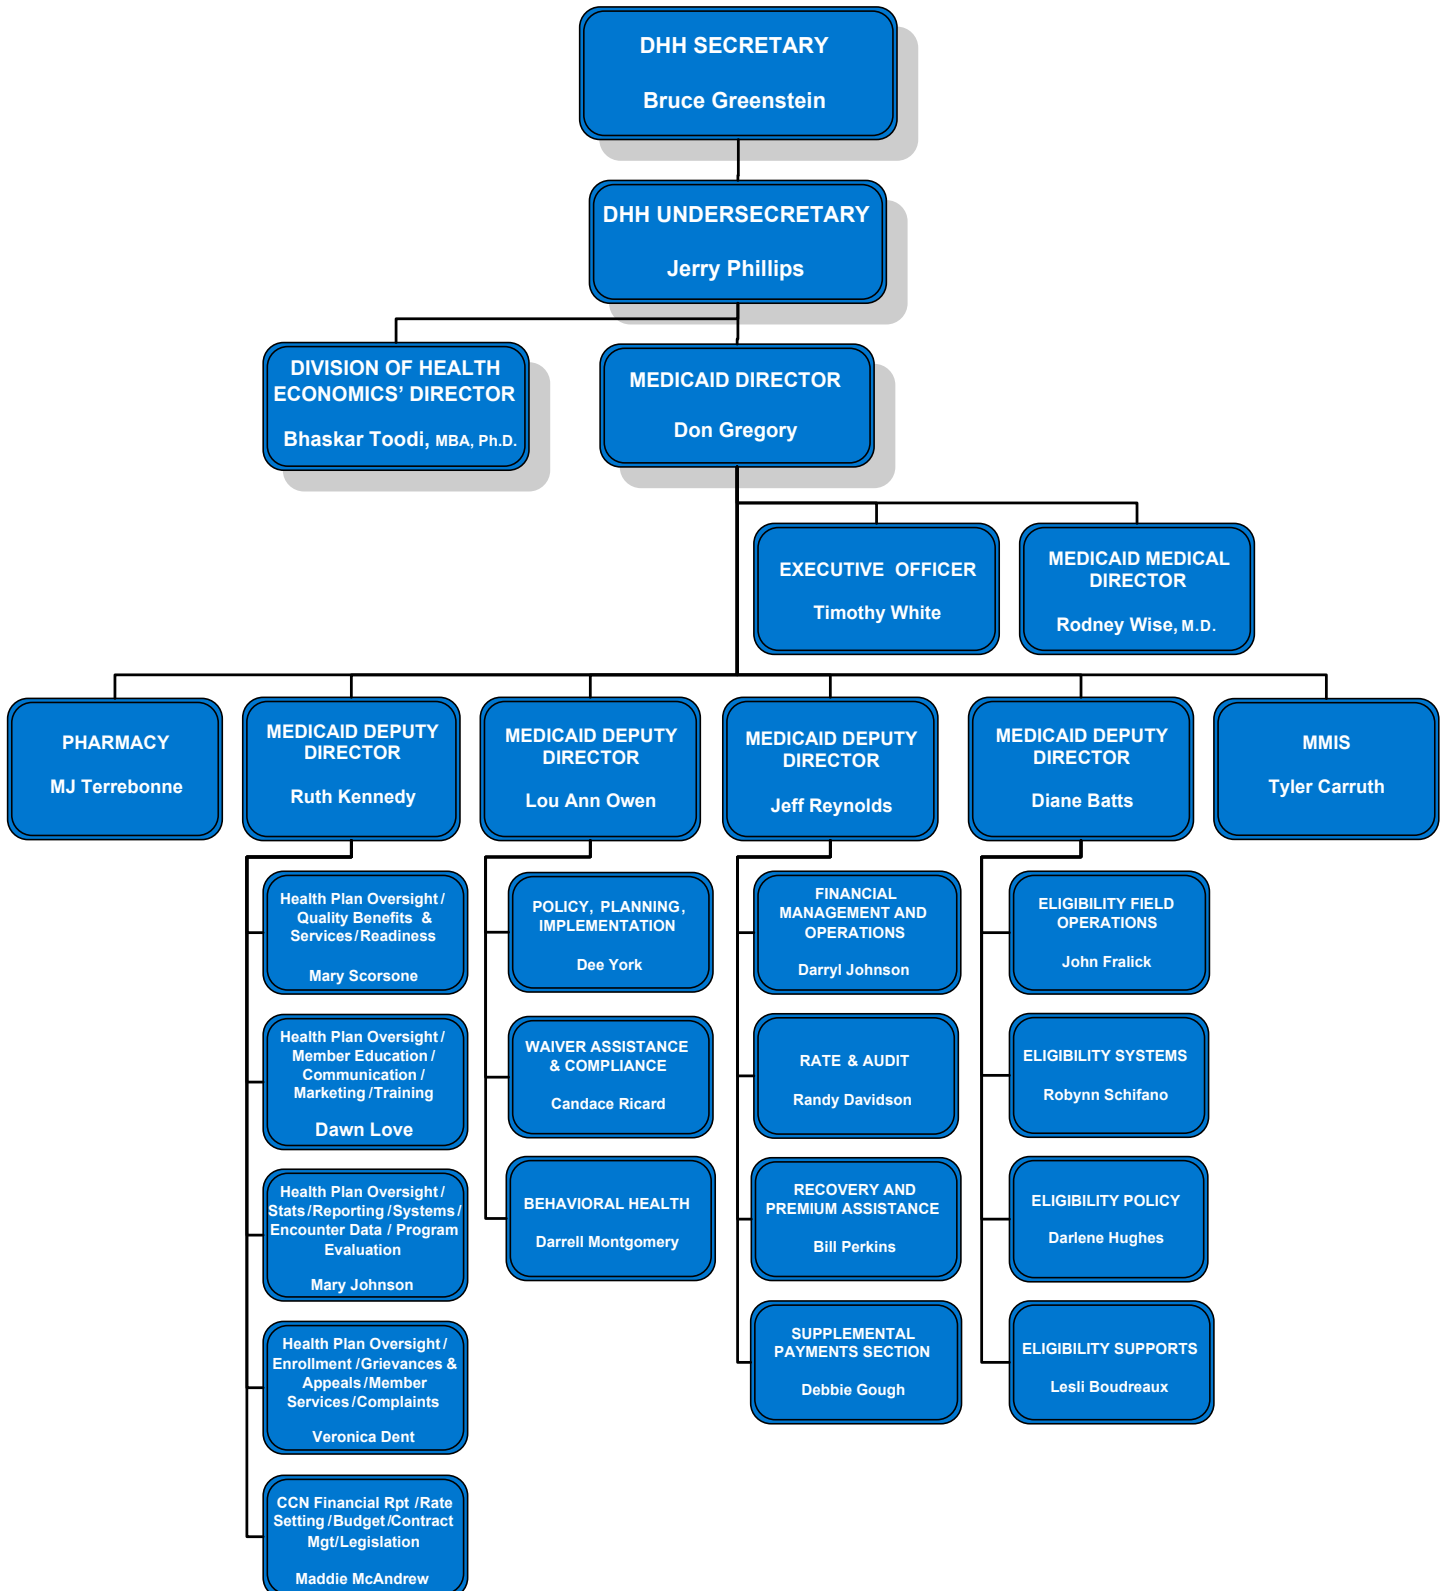 DHH SECRETARY
Bruce Greenstein
DHH UNDERSECRETARY
Jerry Phillips
DIVISION OF HEALTH
ECONOMICS’ DIRECTOR
Bhaskar Toodi, MBA, Ph.D.
MEDICAID DIRECTOR
Don Gregory
EXECUTIVE OFFICER
Timothy White
MEDICAID MEDICAL
DIRECTOR
Rodney Wise, M.D.
PHARMACY
MJ Terrebonne
MEDICAID DEPUTY
DIRECTOR
Ruth Kennedy
MEDICAID DEPUTY
DIRECTOR
Lou Ann Owen
MEDICAID DEPUTY
DIRECTOR
Jeff Reynolds
MEDICAID DEPUTY
DIRECTOR
Diane Batts
MMIS
Tyler Carruth
Health Plan Oversight /
Quality Benefits &
Services / Readiness
Mary Scorsone
Health Plan Oversight /
Member Education /
Communication /
Marketing / Training
Dawn Love
Health Plan Oversight /
Stats / Reporting / Systems /
Encounter Data / Program
Evaluation
Mary Johnson
Health Plan Oversight /
Enrollment / Grievances &
Appeals / Member
Services / Complaints
Veronica Dent
CCN Financial Rpt / Rate
Setting / Budget / Contract
Mgt/Legislation
Maddie McAndrew
POLICY, PLANNING,
IMPLEMENTATION
Dee York
WAIVER ASSISTANCE
& COMPLIANCE
Candace Ricard
BEHAVIORAL HEALTH
Darrell Montgomery
FINANCIAL
MANAGEMENT AND
OPERATIONS
Darryl Johnson
RATE & AUDIT
Randy Davidson
RECOVERY AND
PREMIUM ASSISTANCE
Bill Perkins
SUPPLEMENTAL
PAYMENTS SECTION
Debbie Gough
ELIGIBILITY FIELD
OPERATIONS
John Fralick
ELIGIBILITY SYSTEMS
Robynn Schifano
ELIGIBILITY POLICY
Darlene Hughes
ELIGIBILITY SUPPORTS
Lesli Boudreaux